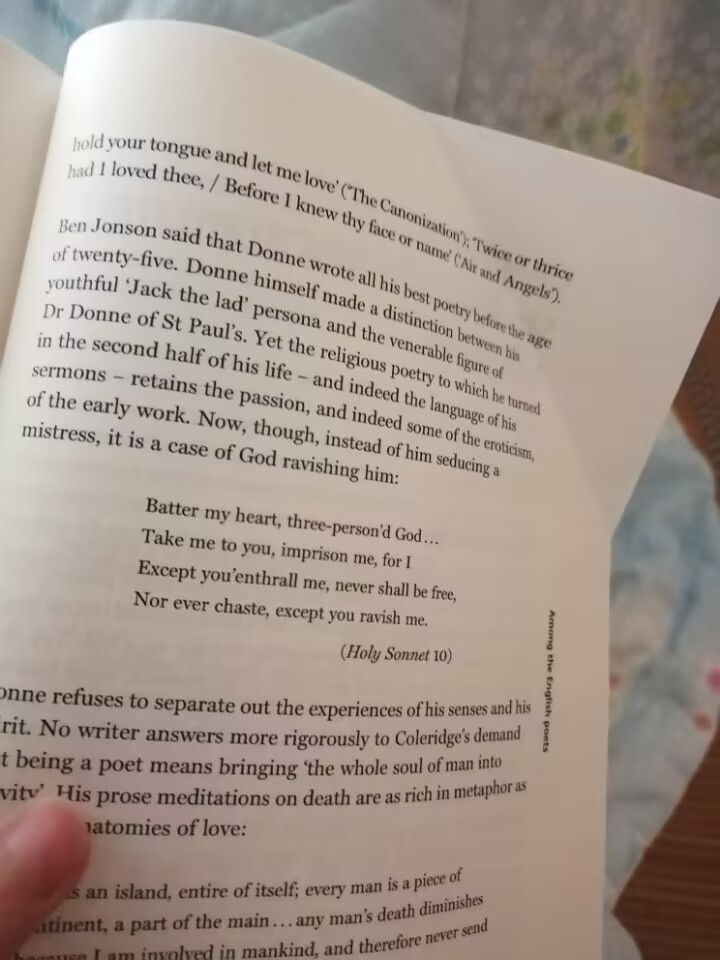 hold your tongue and let me love' ('The Canonization'); 'Twice or thrice
had I loved thee, / Before I knew thy face or name' ('Air and Angels').
Ben Jonson said that Donne wrote all his best poetry before the age
of twenty-five. Donne himself made a distinction between his
youthful 'Jack the lad' persona and the venerable figure of
Dr Donne of St Paul's. Yet the religious poetry to which he turned
in the second half of his life – and indeed the language of his
sermons – retains the passion, and indeed some of the eroticism,
of the early work. Now, though, instead of him seducing a
mistress, it is a case of God ravishing him:
Batter my heart, three-person'd God...
Take me to you, imprison me, for I
Except you'enthrall me, never shall be free,
Nor ever chaste, except you ravish me.
(Holy Sonnet 10)
onne refuses to separate out the experiences of his senses and his
rit. No writer answers more rigorously to Coleridge's demand
t being a poet means bringing 'the whole soul of man into
vity'. His prose meditations on death are as rich in metaphor as
natomies of love:
s an island, entire of itself; every man is a piece of
tinent, a part of the main... any man's death diminishes
because I am involved in mankind, and therefore never send
Among the English poets